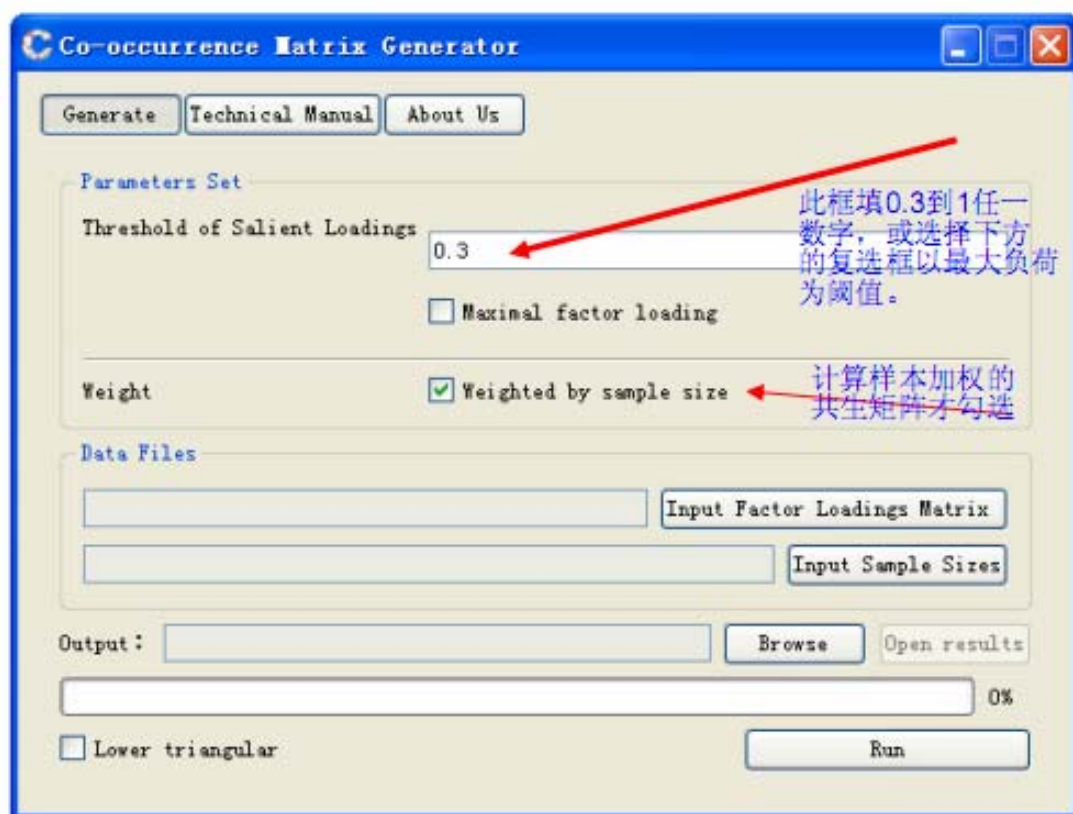 Co-occurrence Matrix Generator
Generate Technical Manual About Us
Parameters Set
Threshold of Salient Loadings
0.3
此框填0.3到1任一
数字，或选择下方
的复选框以最大负荷
为阈值。
Maximal factor loading
Weight
Weighted by sample size
计算样本加权的
共生矩阵才勾选
Data Files
Input Factor Loadings Matrix
Input Sample Sizes
Output:
Browse
Open results
0%
Lower triangular
Run